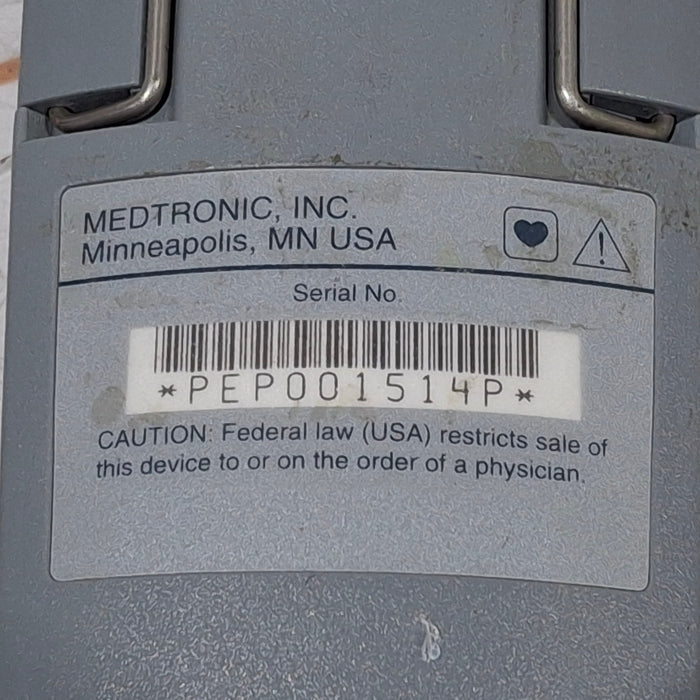 MEDTRONIC, INC.
Minneapolis, MN USA
Serial No.
*PEP001514P*
CAUTION: Federal law (USA) restricts sale of
this device to or on the order of a physician.